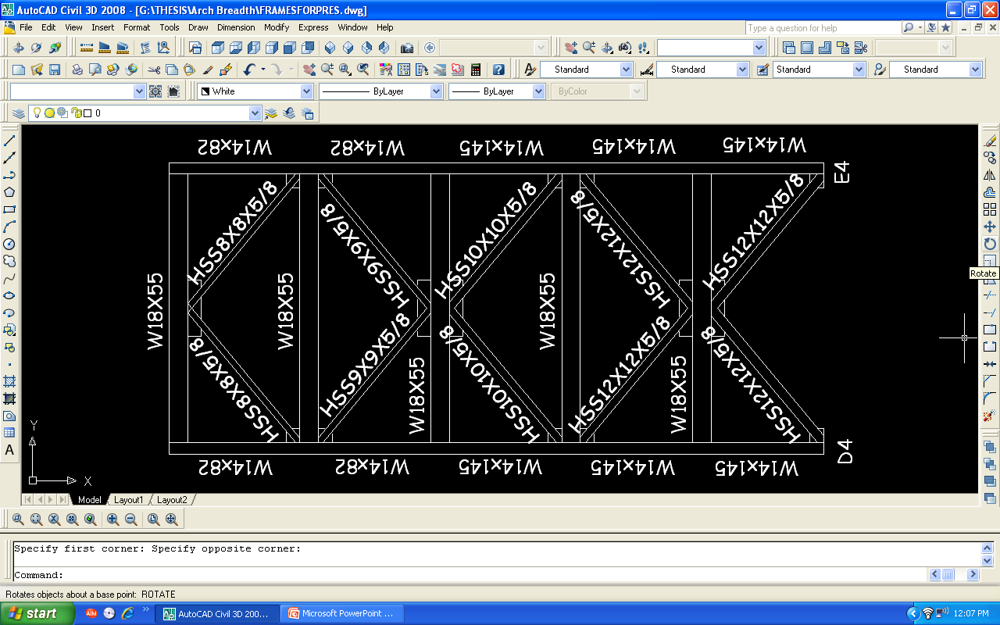 AutoCAD Civil 3D 2008 - [G:\THESIS\Arch Breadth\FRAMESFORPRES.dwg]
File Edit View Insert Format Tools Draw Dimension Modify Express Window Help
Type a question for help
Standard Standard Standard Standard
White ByLayer ByLayer ByColor
0
W14x82 W14x82 W14x145 W14x145 W14x145
E4
HSS8X8X5/8 HSS9X9X5/8 HSS10X10X5/8 HSS12X12X5/8 HSS12X12X5/8
Rotate
W18X55 W18X55 W18X55
HSS8X8X5/8 HSS9X9X5/8 HSS10X10X5/8 HSS12X12X5/8 HSS12X12X5/8
W18X55 W18X55
D4
W14x82 W14x82 W14x145 W14x145 W14x145
Y
X
A
Model Layout1 Layout2
Specify first corner: Specify opposite corner:
Command:
Rotates objects about a base point: ROTATE
start AIM AutoCAD Civil 3D 200... Microsoft PowerPoint ... 12:07 PM